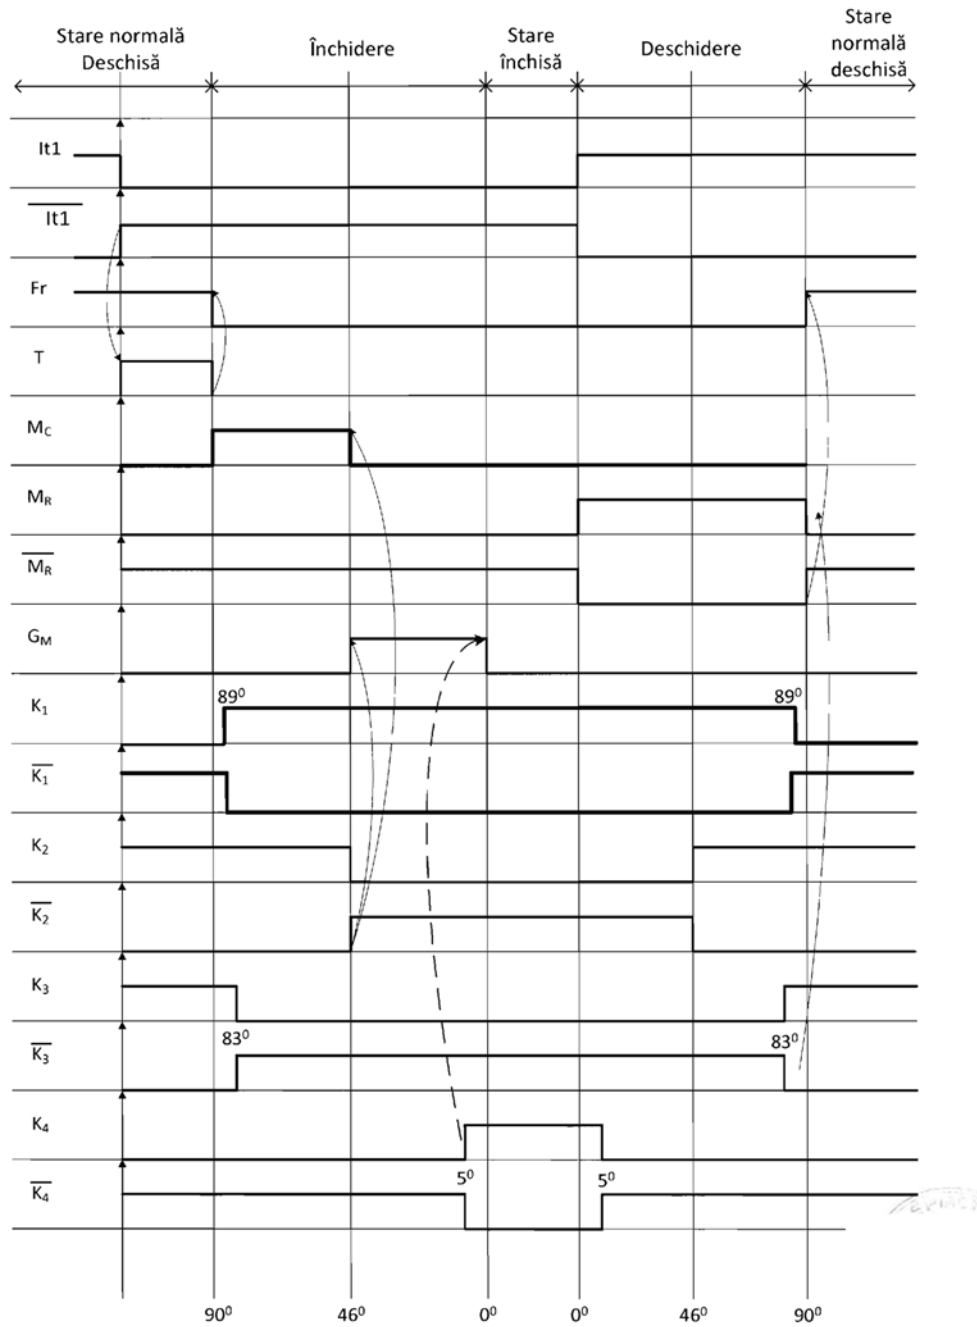 Stare normală
Deschisă
Închidere
Stare
închisă
Deschidere
Stare
normală
deschisă
It1
It1
Fr
T
MC
MR
MR
GM
K1
89⁰
89⁰
K1
K2
K2
K3
K3
83⁰
83⁰
K4
K4
5⁰
5⁰
90⁰
46⁰
0⁰
0⁰
46⁰
90⁰